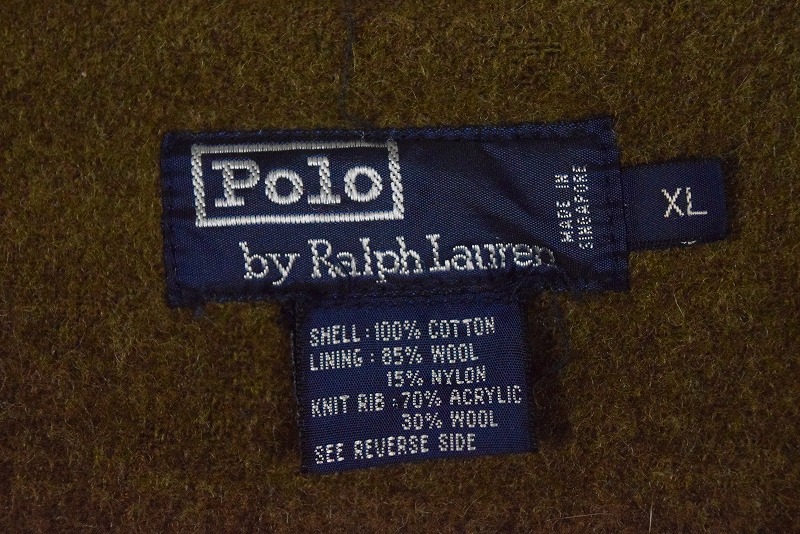 Polo
by Ralph Lauren
MADE IN
SINGAPORE
XL
SHELL : 100% COTTON
LINING : 85% WOOL
15% NYLON
KNIT RIB : 70% ACRYLIC
30% WOOL
SEE REVERSE SIDE